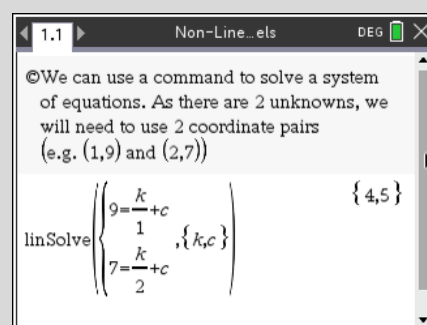 1.1 Non-Line…els DEG
©We can use a command to solve a system
of equations. As there are 2 unknowns, we
will need to use 2 coordinate pairs
(e.g. (1,9) and (2,7))
linSolve({9=k/1+c, 7=k/2+c},{k,c}) {4,5}